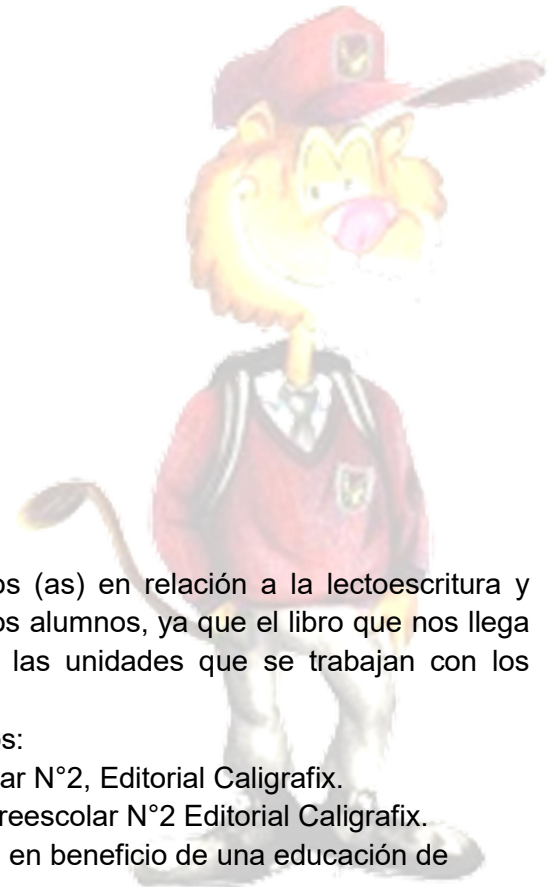 os (as) en relación a la lectoescritura y
os alumnos, ya que el libro que nos llega
las unidades que se trabajan con los
os:
ar N°2, Editorial Caligrafix.
reescolar N°2 Editorial Caligrafix.
en beneficio de una educación de